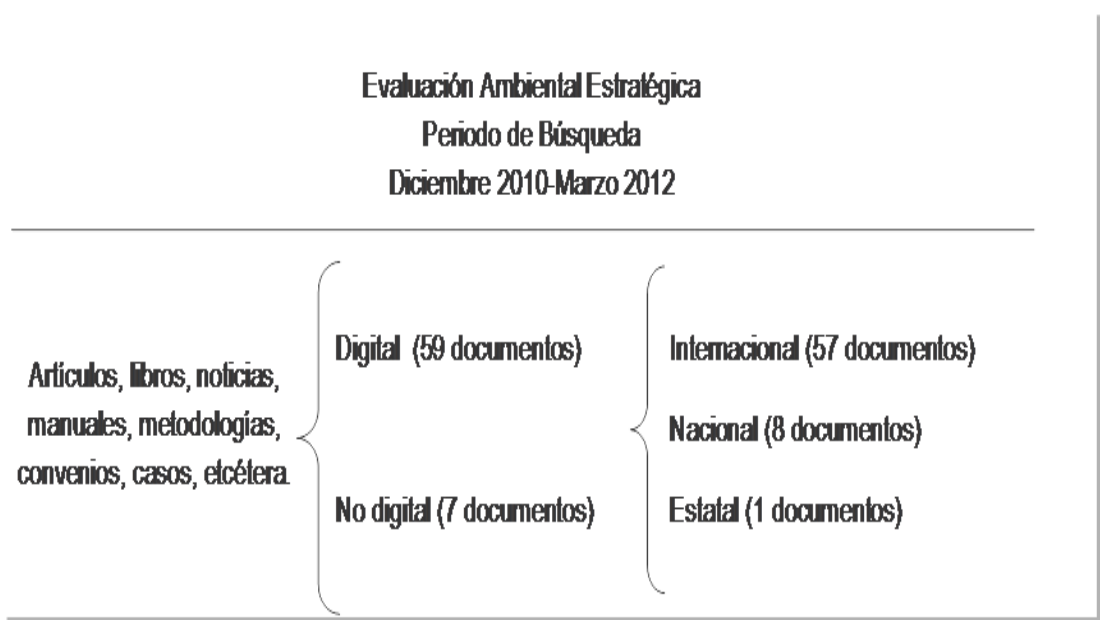 Evaluación Ambiental Estratégica
Periodo de Búsqueda
Diciembre 2010-Marzo 2012
Artículos, libros, noticias,
manuales, metodologías,
convenios, casos, etcétera.
Digital (59 documentos)
No digital (7 documentos)
Internacional (57 documentos)
Nacional (8 documentos)
Estatal (1 documentos)